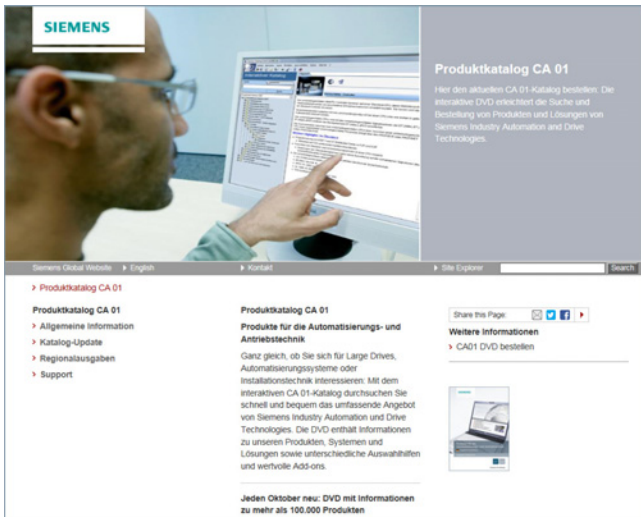 SIEMENS
Produktkatalog CA 01
Hier den aktuellen CA 01-Katalog bestellen: Die
interaktive DVD erleichtert die Suche und
Bestellung von Produkten und Lösungen von
Siemens Industry Automation and Drive
Technologies.
Siemens Global Website English Kontakt Site Explorer Search
Produktkatalog CA 01
Produktkatalog CA 01
Allgemeine Information
Katalog-Update
Regionalausgaben
Support
Produktkatalog CA 01
Produkte für die Automatisierungs- und
Antriebstechnik
Ganz gleich, ob Sie sich für Large Drives,
Automatisierungssysteme oder
Installationstechnik interessieren: Mit dem
interaktiven CA 01-Katalog durchsuchen Sie
schnell und bequem das umfassende Angebot
von Siemens Industry Automation and Drive
Technologies. Die DVD enthält Informationen
zu unseren Produkten, Systemen und
Lösungen sowie unterschiedliche Auswahlhilfen
und wertvolle Add-ons.
Jeden Oktober neu: DVD mit Informationen
zu mehr als 100.000 Produkten
Share this Page:
Weitere Informationen
CA01 DVD bestellen
SIEMENS